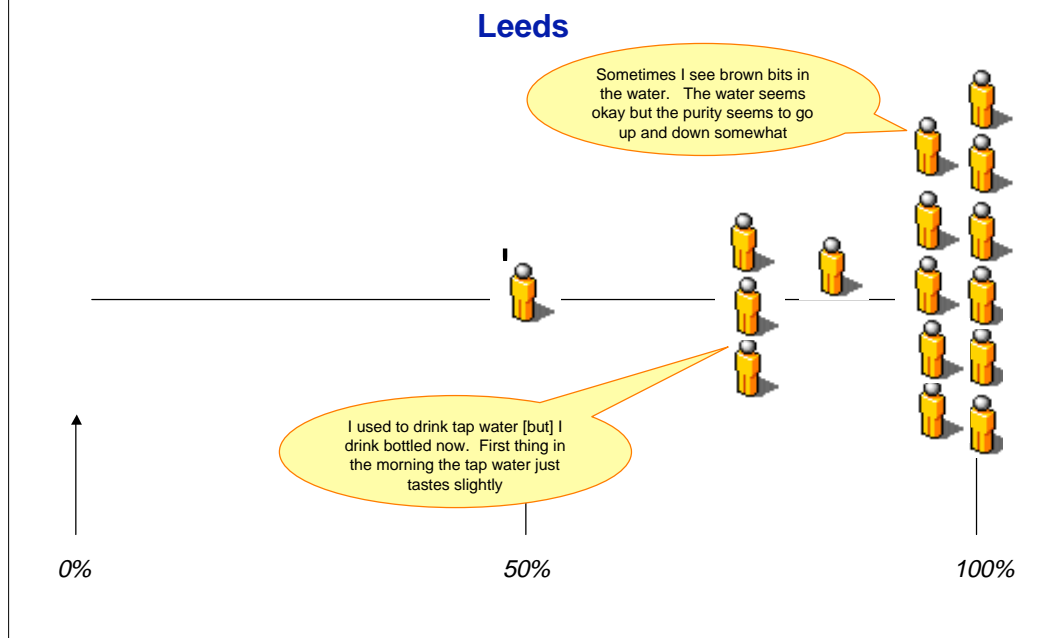 Leeds
Sometimes I see brown bits in
the water. The water seems
okay but the purity seems to go
up and down somewhat
I used to drink tap water [but] I
drink bottled now. First thing in
the morning the tap water just
tastes slightly
0%
50%
100%